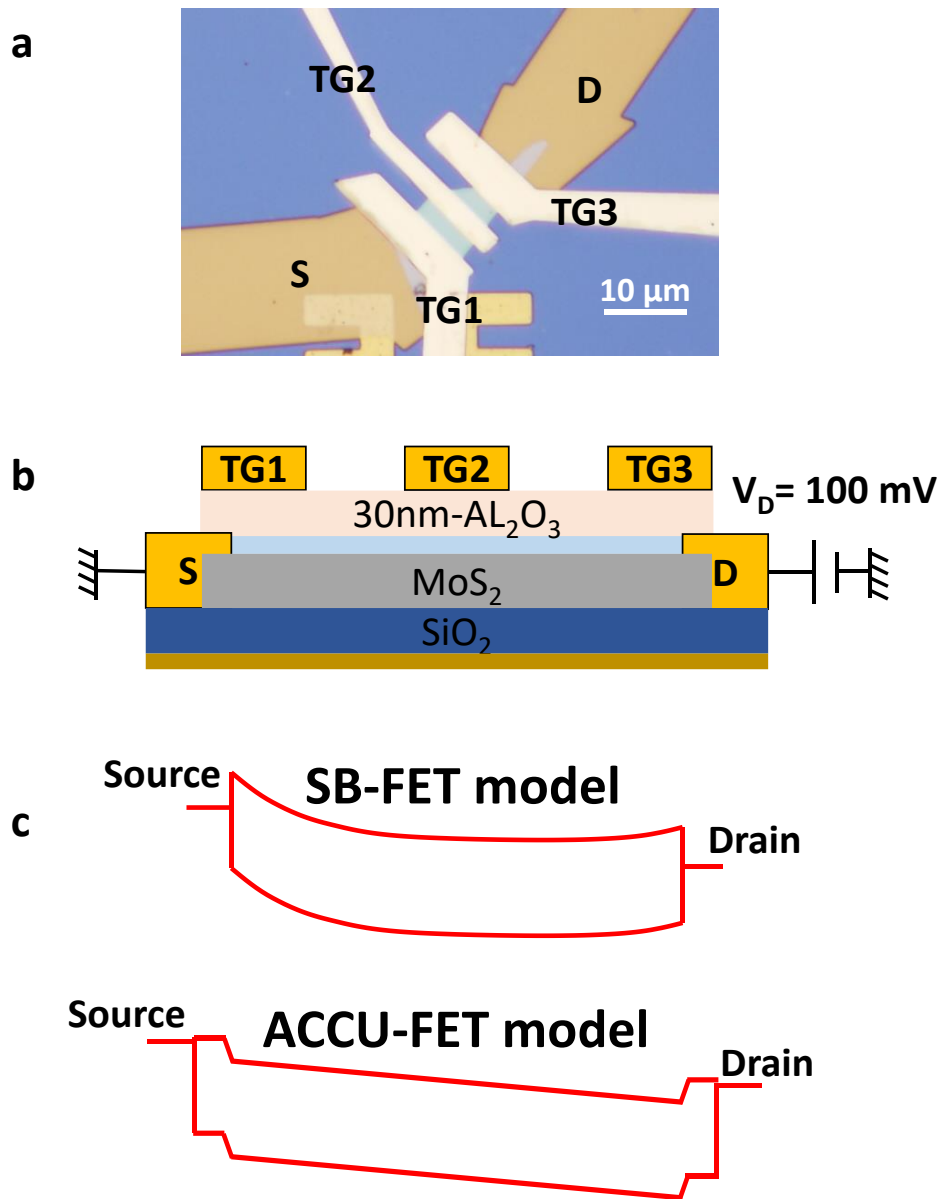 a
TG2
D
TG3
S
TG1
10 µm
b
TG1
TG2
TG3
V_D= 100 mV
30nm-AL₂O₃
S
D
MoS₂
SiO₂
Source
SB-FET model
c
Drain
Source
ACCU-FET model
Drain